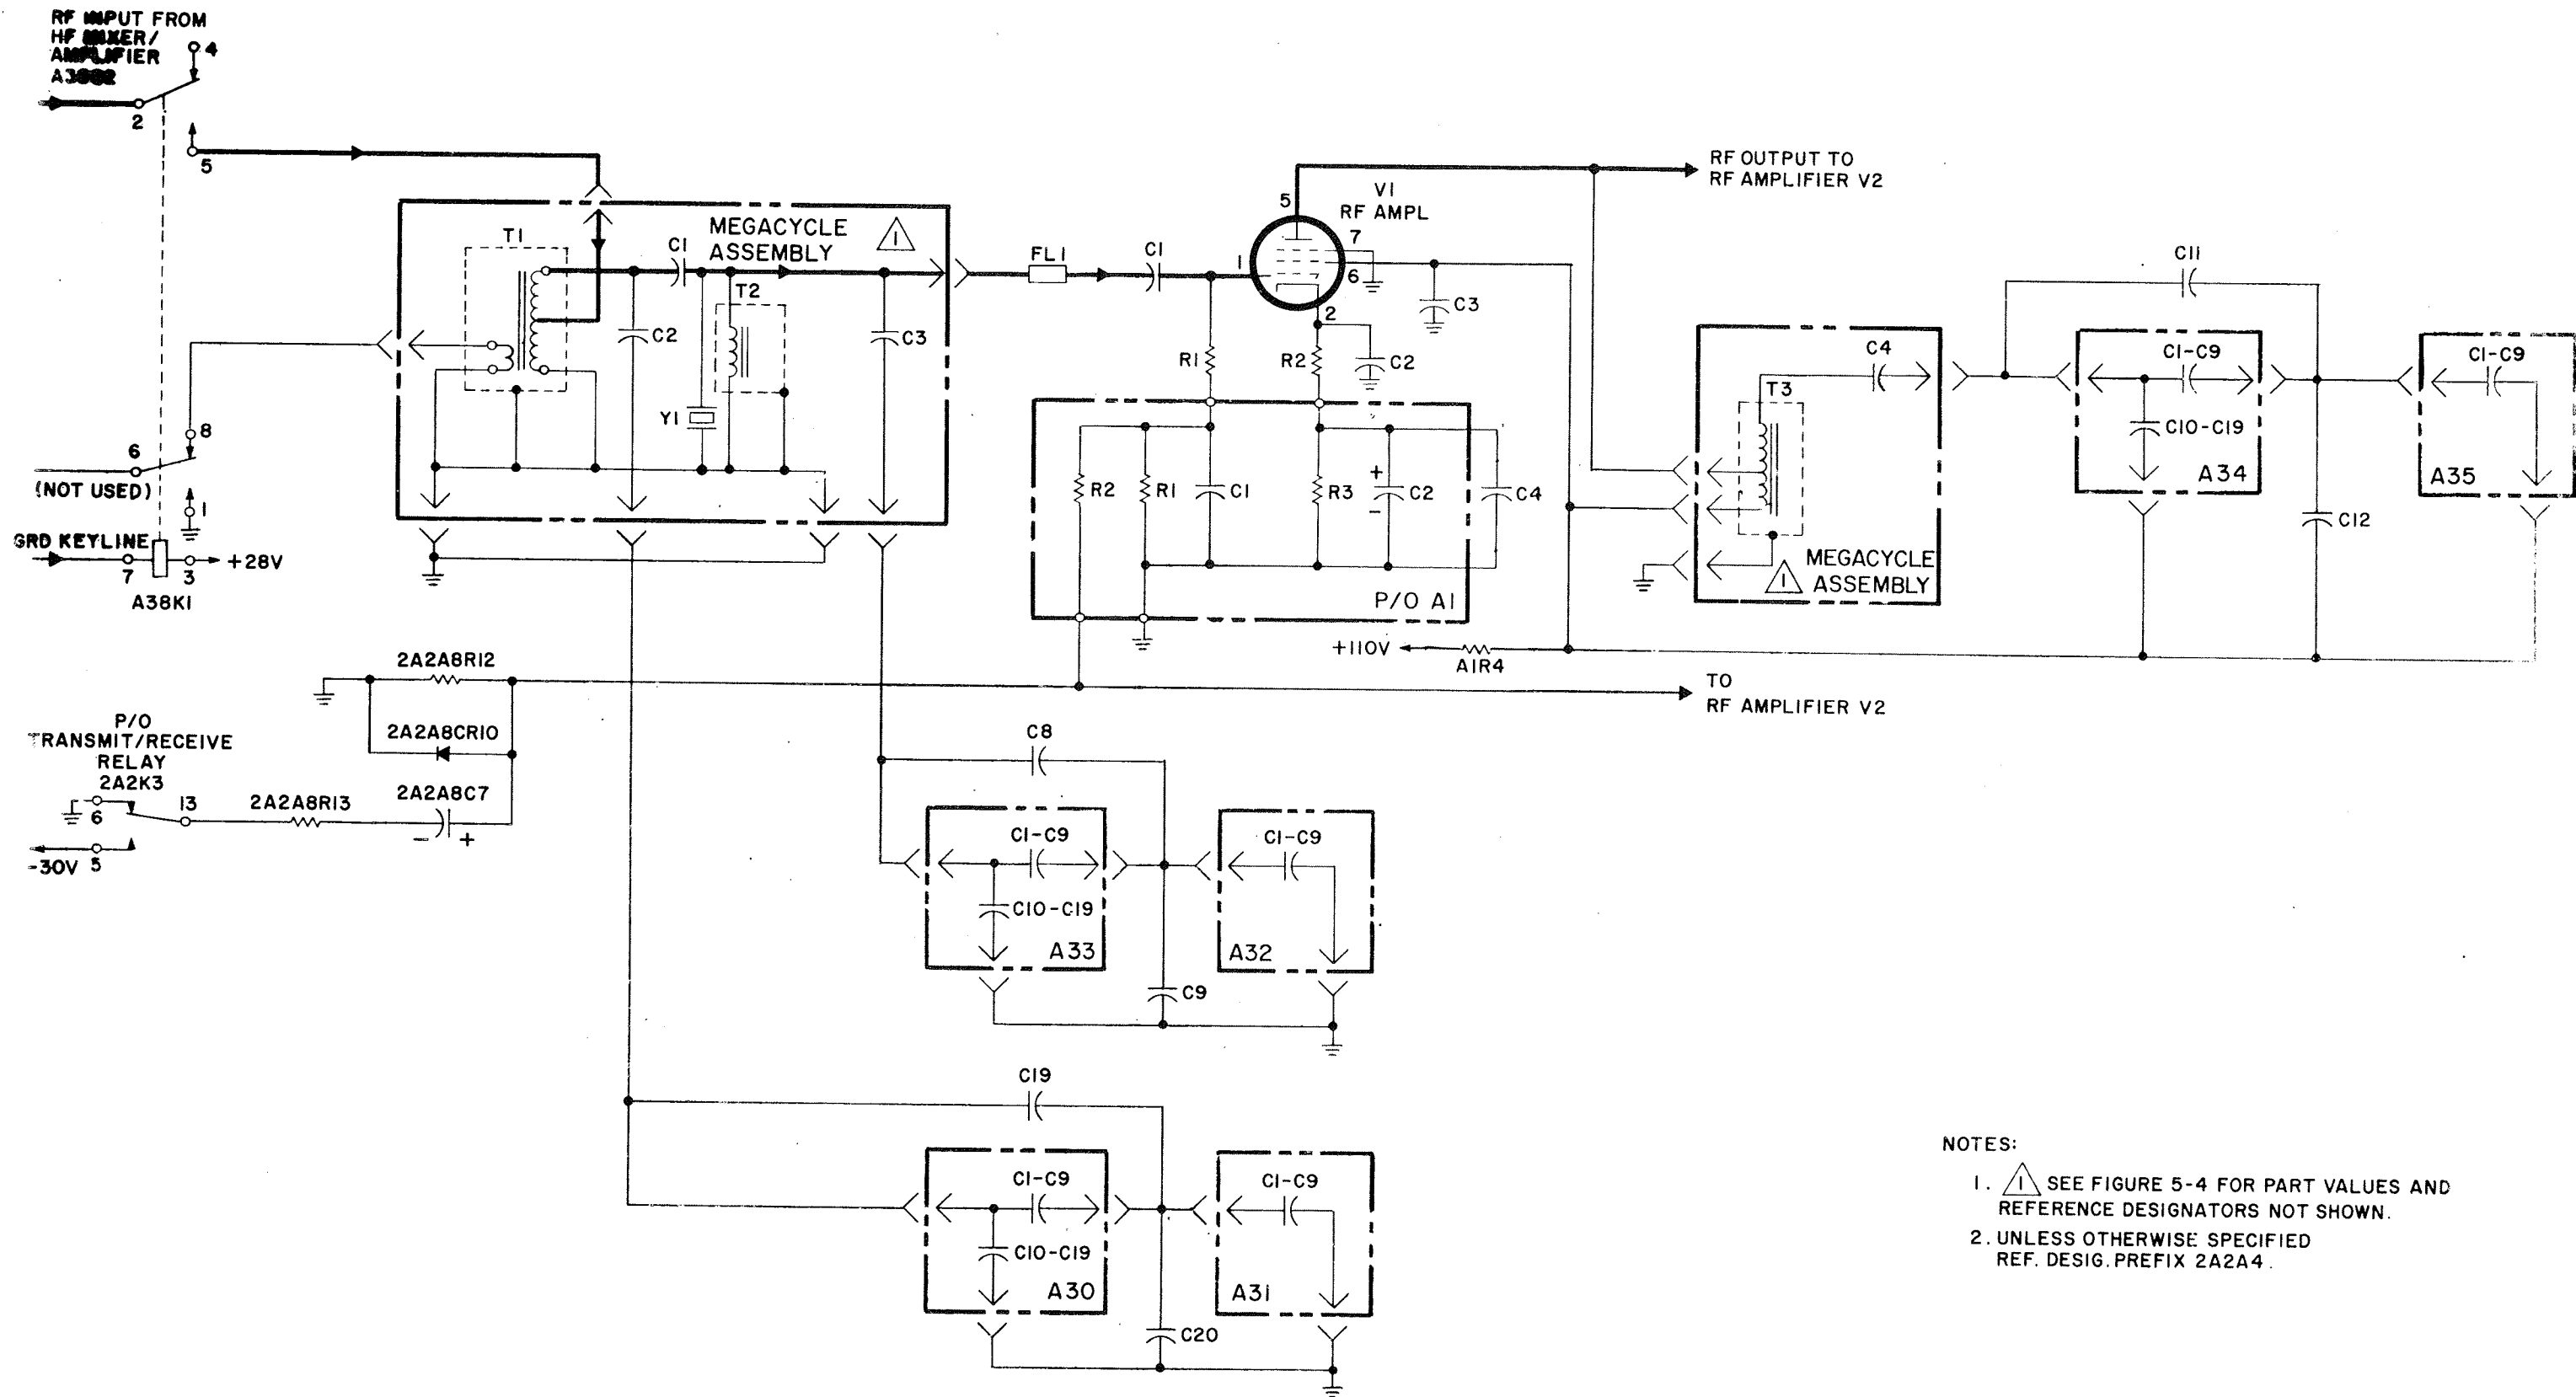 RF INPUT FROM
HF MIXER/
AMPLIFIER
4
2
5
MEGACYCLE
ASSEMBLY
1
T1
C1
C2
T2
Y1
C3
8
6
(NOT USED)
1
GRD KEYLINE
7
3
+28V
A38K1
FL1
C1
V1
RF AMPL
5
7
1
6
2
C3
R1
R2
C2
R2
R1
C1
R3
+
-
C2
C4
P/O A1
RF OUTPUT TO
RF AMPLIFIER V2
C4
T3
1
MEGACYCLE
ASSEMBLY
C11
C1-C9
C10-C19
A34
C12
C1-C9
A35
+110V
A1R4
TO
RF AMPLIFIER V2
2A2A8R12
2A2A8CR10
P/O
TRANSMIT/RECEIVE
RELAY
2A2K3
6
13
2A2A8R13
2A2A8C7
-
+
-30V
5
C8
C1-C9
C10-C19
A33
C9
C1-C9
A32
C19
C1-C9
C10-C19
A30
C20
C1-C9
A31
NOTES:
1. 1 SEE FIGURE 5-4 FOR PART VALUES AND
REFERENCE DESIGNATORS NOT SHOWN.
2. UNLESS OTHERWISE SPECIFIED
REF. DESIG. PREFIX 2A2A4.